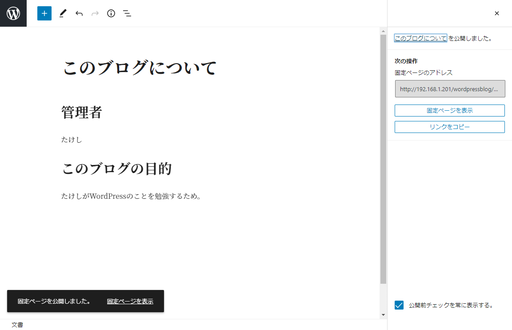 このブログについて を公開しました。
このブログについて
次の操作
固定ページのアドレス
管理者
http://192.168.1.201/wordpressblog/...
固定ページを表示
リンクをコピー
たけし
このブログの目的
たけしがWordPressのことを勉強するため。
固定ページを公開しました。 固定ページを表示
公開前チェックを常に表示する。
文書